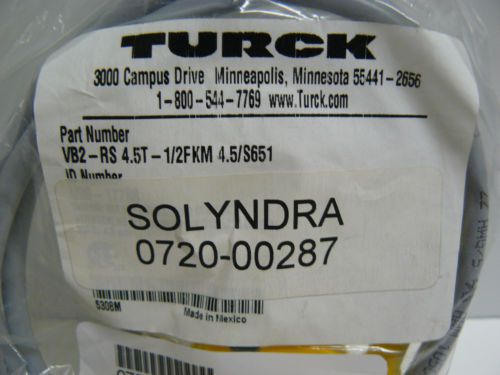 TURCK
3000 Campus Drive Minneapolis, Minnesota 55441-2656
1-800-544-7769 www.Turck.com
Part Number
VB2-RS 4.5T-1/2FKM 4.5/S651
ID Number
SOLYNDRA
0720-00287
5308M
Made in Mexico